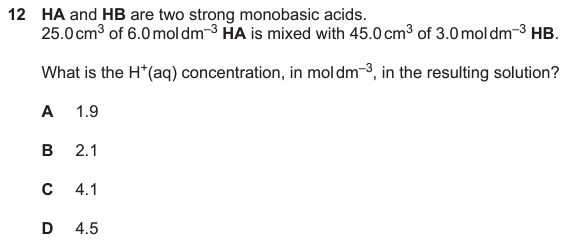 12 HA and HB are two strong monobasic acids.
25.0 cm³ of 6.0 mol dm⁻³ HA is mixed with 45.0 cm³ of 3.0 mol dm⁻³ HB.
What is the H⁺(aq) concentration, in mol dm⁻³, in the resulting solution?
A 1.9
B 2.1
C 4.1
D 4.5